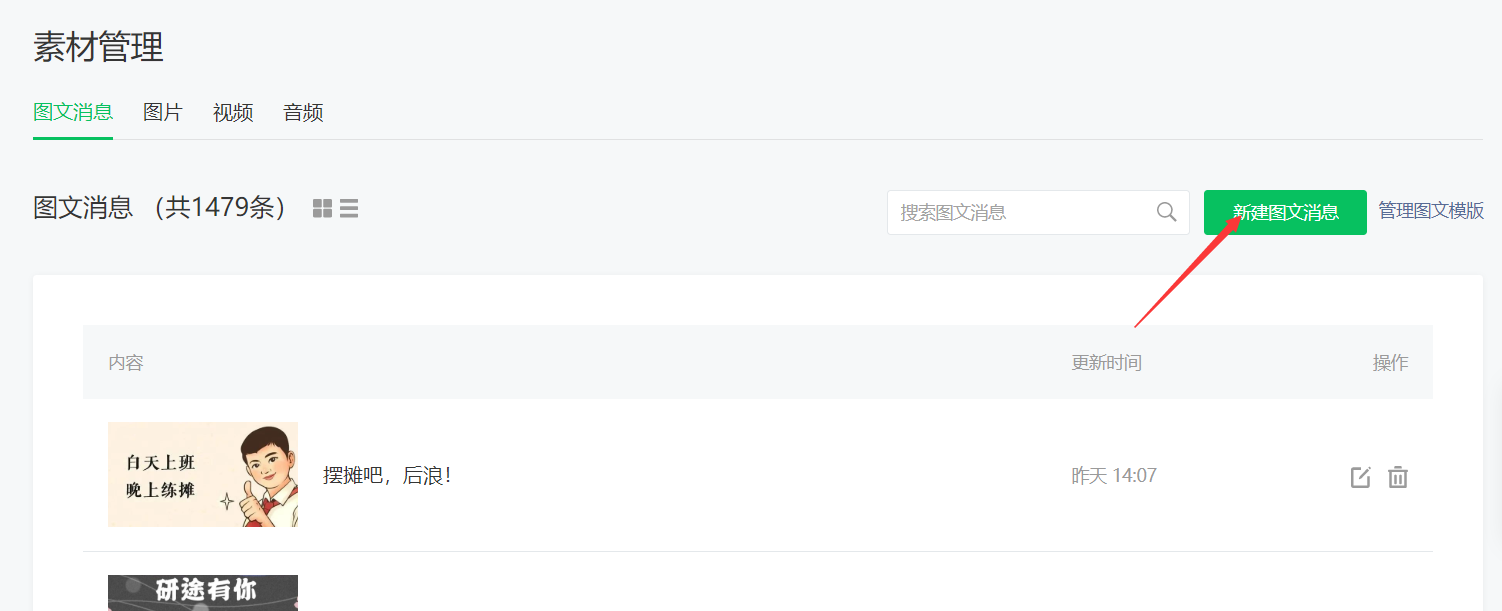 素材管理
图文消息 图片 视频 音频
图文消息 （共1479条）
搜索图文消息
新建图文消息
管理图文模版
内容 更新时间 操作
白天上班
晚上练摊
摆摊吧，后浪！
昨天 14:07
研途有你